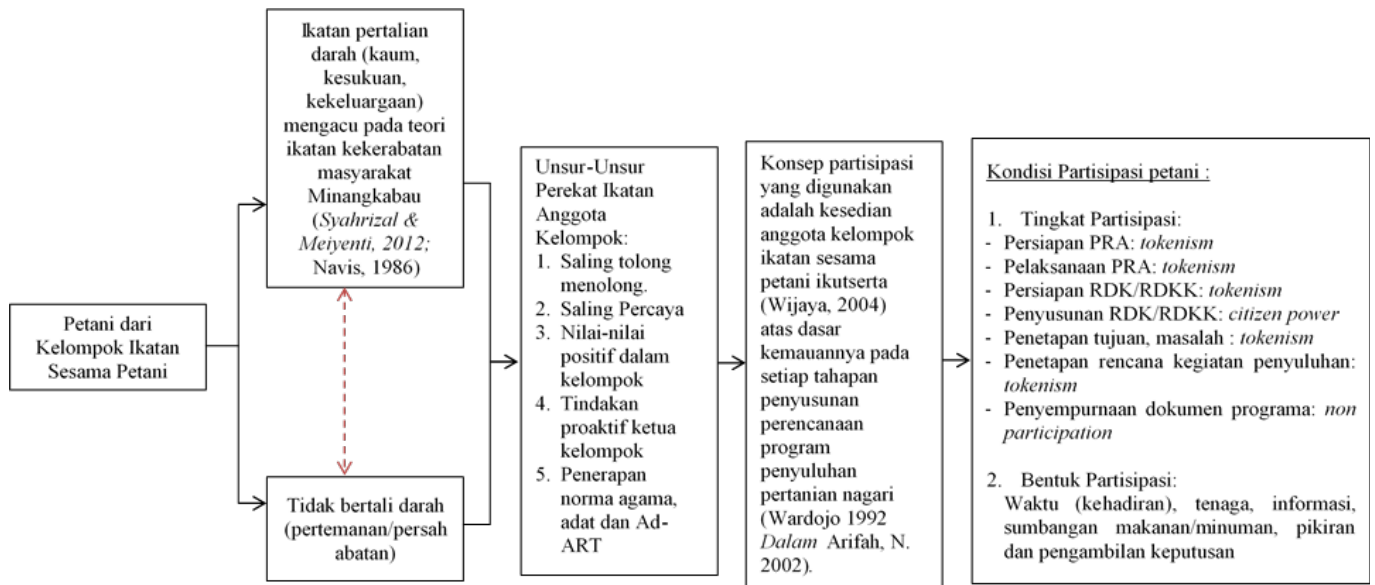 Petani dari
Kelompok Ikatan
Sesama Petani
Ikatan pertalian
darah (kaum,
kesukuan,
kekeluargaan)
mengacu pada teori
ikatan kekerabatan
masyarakat
Minangkabau
(Syahrizal &
Meiyenti, 2012;
Navis, 1986)
Tidak bertali darah
(pertemanan/persah
abatan)
Unsur-Unsur
Perekat Ikatan
Anggota
Kelompok:
1. Saling tolong
menolong.
2. Saling Percaya
3. Nilai-nilai
positif dalam
kelompok
4. Tindakan
proaktif ketua
kelompok
5. Penerapan
norma agama,
adat dan Ad-
ART
Konsep partisipasi
yang digunakan
adalah kesedian
anggota kelompok
ikatan sesama
petani ikutserta
(Wijaya, 2004)
atas dasar
kemauannya pada
setiap tahapan
penyusunan
perencanaan
program
penyuluhan
pertanian nagari
(Wardojo 1992
Dalam Arifah, N.
2002).
Kondisi Partisipasi petani :
1. Tingkat Partisipasi:
- Persiapan PRA: tokenism
- Pelaksanaan PRA: tokenism
- Persiapan RDK/RDKK: tokenism
- Penyusunan RDK/RDKK: citizen power
- Penetapan tujuan, masalah : tokenism
- Penetapan rencana kegiatan penyuluhan:
tokenism
- Penyempurnaan dokumen programa: non
participation
2. Bentuk Partisipasi:
Waktu (kehadiran), tenaga, informasi,
sumbangan makanan/minuman, pikiran
dan pengambilan keputusan